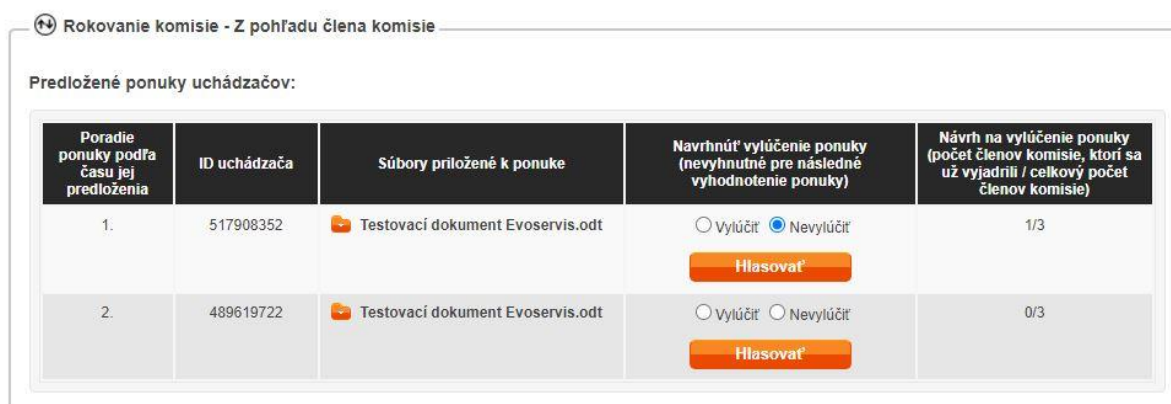 Rokovanie komisie - Z pohľadu člena komisie
Predložené ponuky uchádzačov:
Poradie
ponuky podľa
času jej
predloženia
ID uchádzača
Súbory priložené k ponuke
Navrhnúť vylúčenie ponuky
(nevyhnutné pre následné
vyhodnotenie ponuky)
Návrh na vylúčenie ponuky
(počet členov komisie, ktorí sa
už vyjadrili / celkový počet
členov komisie)
1.
517908352
Testovací dokument Evoservis.odt
Vylúčiť Nevylúčiť
Hlasovať
1/3
2.
489619722
Testovací dokument Evoservis.odt
Vylúčiť Nevylúčiť
Hlasovať
0/3